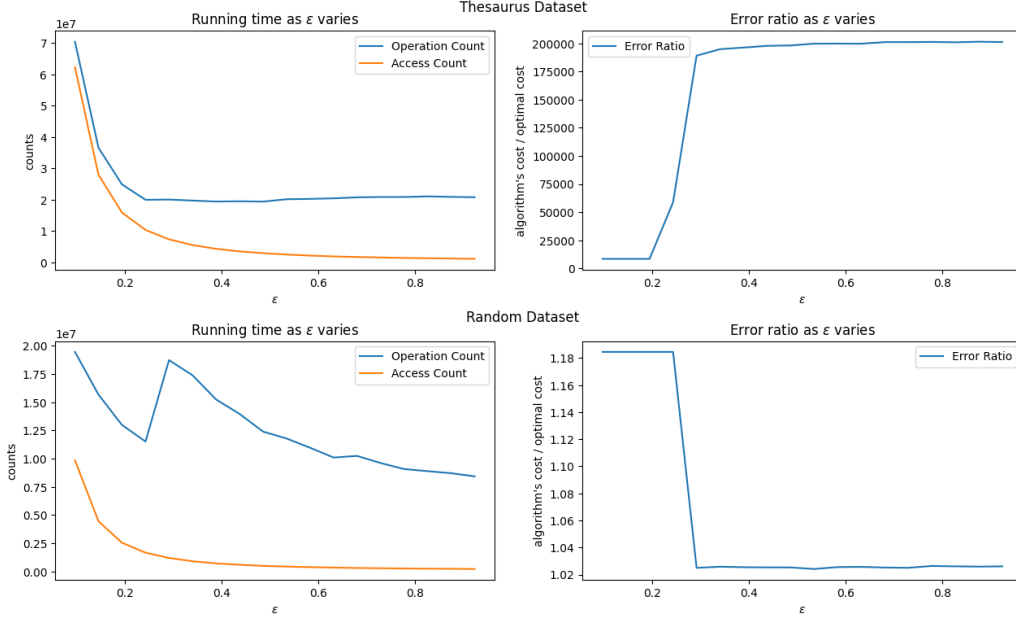 Thesaurus Dataset
Running time as ε varies
1e7
Operation Count
Access Count
7
6
5
4
3
2
1
0
counts
0.2 0.4 0.6 0.8
ε
Error ratio as ε varies
Error Ratio
200000
175000
150000
125000
100000
75000
50000
25000
0
algorithm's cost / optimal cost
0.2 0.4 0.6 0.8
ε
Random Dataset
Running time as ε varies
1e7
Operation Count
Access Count
2.00
1.75
1.50
1.25
1.00
0.75
0.50
0.25
0.00
counts
0.2 0.4 0.6 0.8
ε
Error ratio as ε varies
Error Ratio
1.18
1.16
1.14
1.12
1.10
1.08
1.06
1.04
1.02
algorithm's cost / optimal cost
0.2 0.4 0.6 0.8
ε